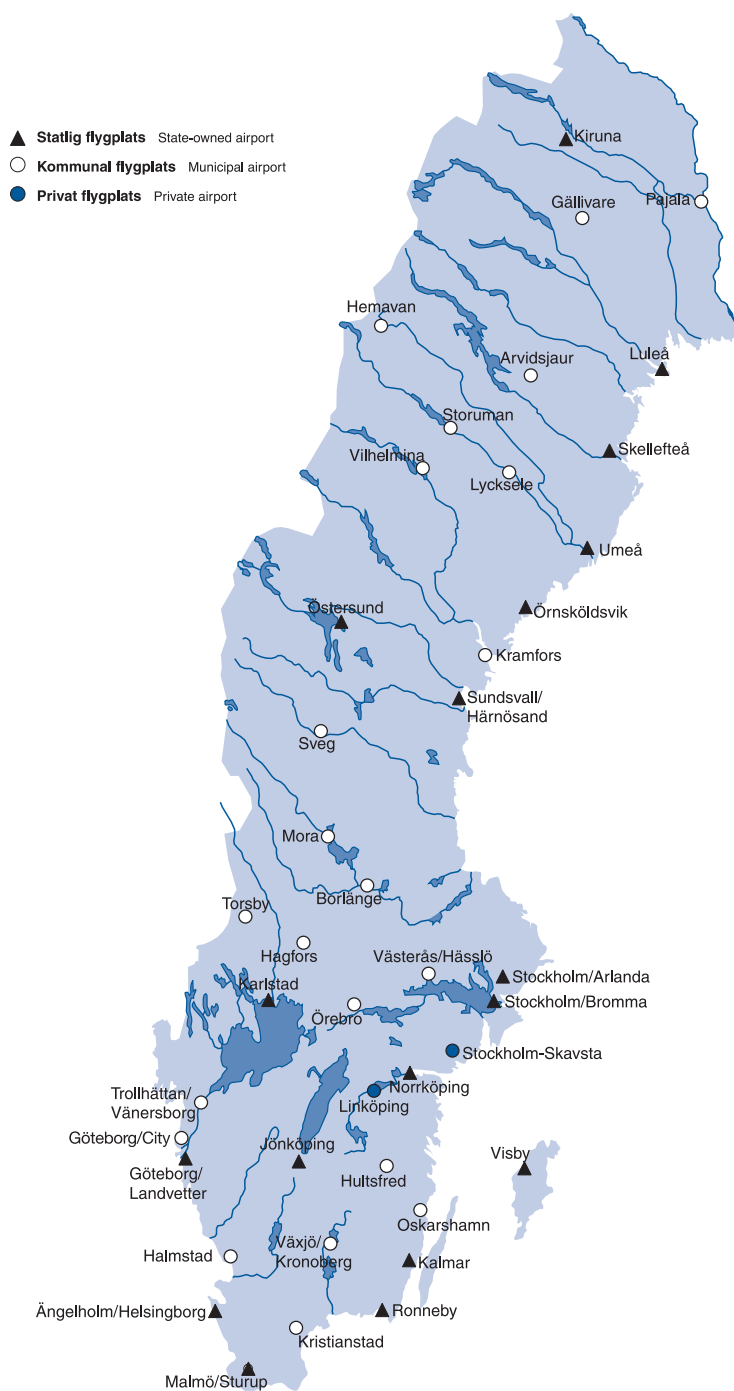 Statlig flygplats State-owned airport
Kommunal flygplats Municipal airport
Privat flygplats Private airport
Kiruna
Gällivare
Pajala
Hemavan
Arvidsjaur
Luleå
Storuman
Skellefteå
Vilhelmina
Lycksele
Umeå
Östersund
Örnsköldsvik
Kramfors
Sundsvall/
Härnösand
Sveg
Mora
Borlänge
Torsby
Hagfors
Västerås/Hässlö
Stockholm/Arlanda
Karlstad
Stockholm/Bromma
Örebro
Stockholm-Skavsta
Norrköping
Trollhättan/
Vänersborg
Linköping
Göteborg/City
Jönköping
Visby
Göteborg/
Landvetter
Hultsfred
Oskarshamn
Växjö/
Kronoberg
Halmstad
Kalmar
Ängelholm/Helsingborg
Ronneby
Kristianstad
Malmö/Sturup